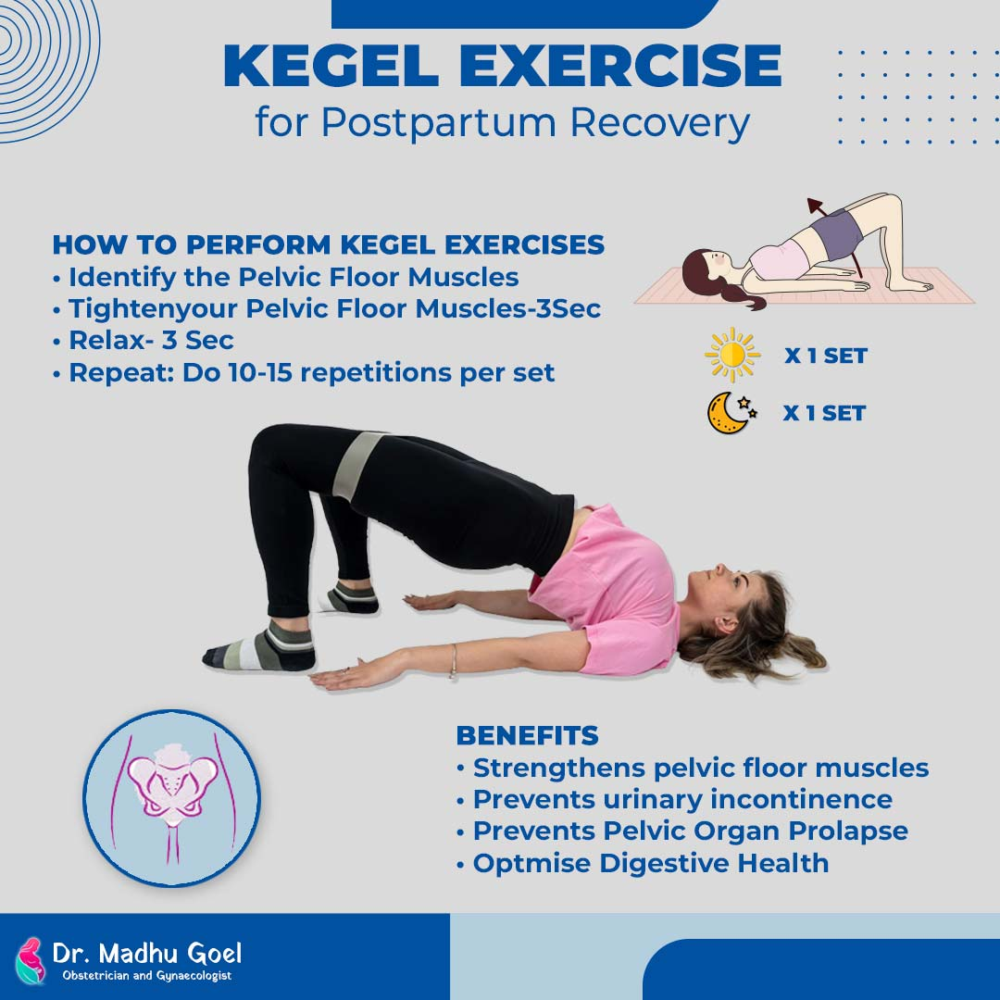 KEGEL EXERCISE
for Postpartum Recovery
HOW TO PERFORM KEGEL EXERCISES
• Identify the Pelvic Floor Muscles
• Tightenyour Pelvic Floor Muscles-3Sec
• Relax- 3 Sec
• Repeat: Do 10-15 repetitions per set
X 1 SET
X 1 SET
BENEFITS
• Strengthens pelvic floor muscles
• Prevents urinary incontinence
• Prevents Pelvic Organ Prolapse
• Optmise Digestive Health
Dr. Madhu Goel
Obstetrician and Gynaecologist